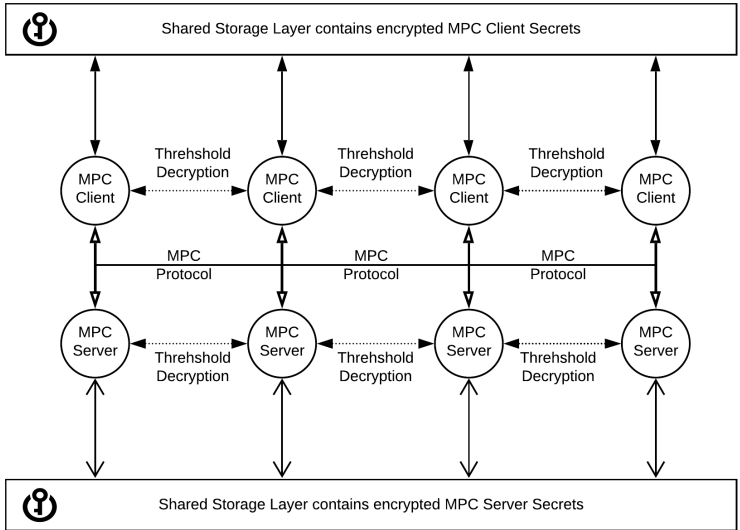 Shared Storage Layer contains encrypted MPC Client Secrets
Threhshold
Decryption
Threhshold
Decryption
Threhshold
Decryption
MPC
Client
MPC
Client
MPC
Client
MPC
Client
MPC
Protocol
MPC
Protocol
MPC
Protocol
MPC
Server
MPC
Server
MPC
Server
MPC
Server
Threhshold
Decryption
Threhshold
Decryption
Threhshold
Decryption
Shared Storage Layer contains encrypted MPC Server Secrets